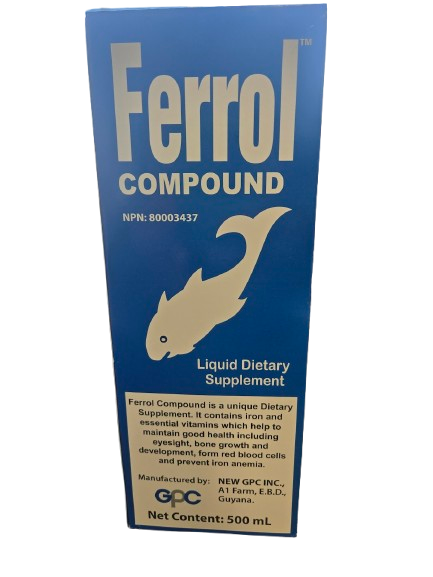 Ferrol™
COMPOUND
NPN: 80003437
Liquid Dietary
Supplement
Ferrol Compound is a unique Dietary
Supplement. It contains iron and
essential vitamins which help to
maintain good health including
eyesight, bone growth and
development, form red blood cells
and prevent iron anemia.
Manufactured by: NEW GPC INC.,
GPC A1 Farm, E.B.D.,
Guyana.
Net Content: 500 mL